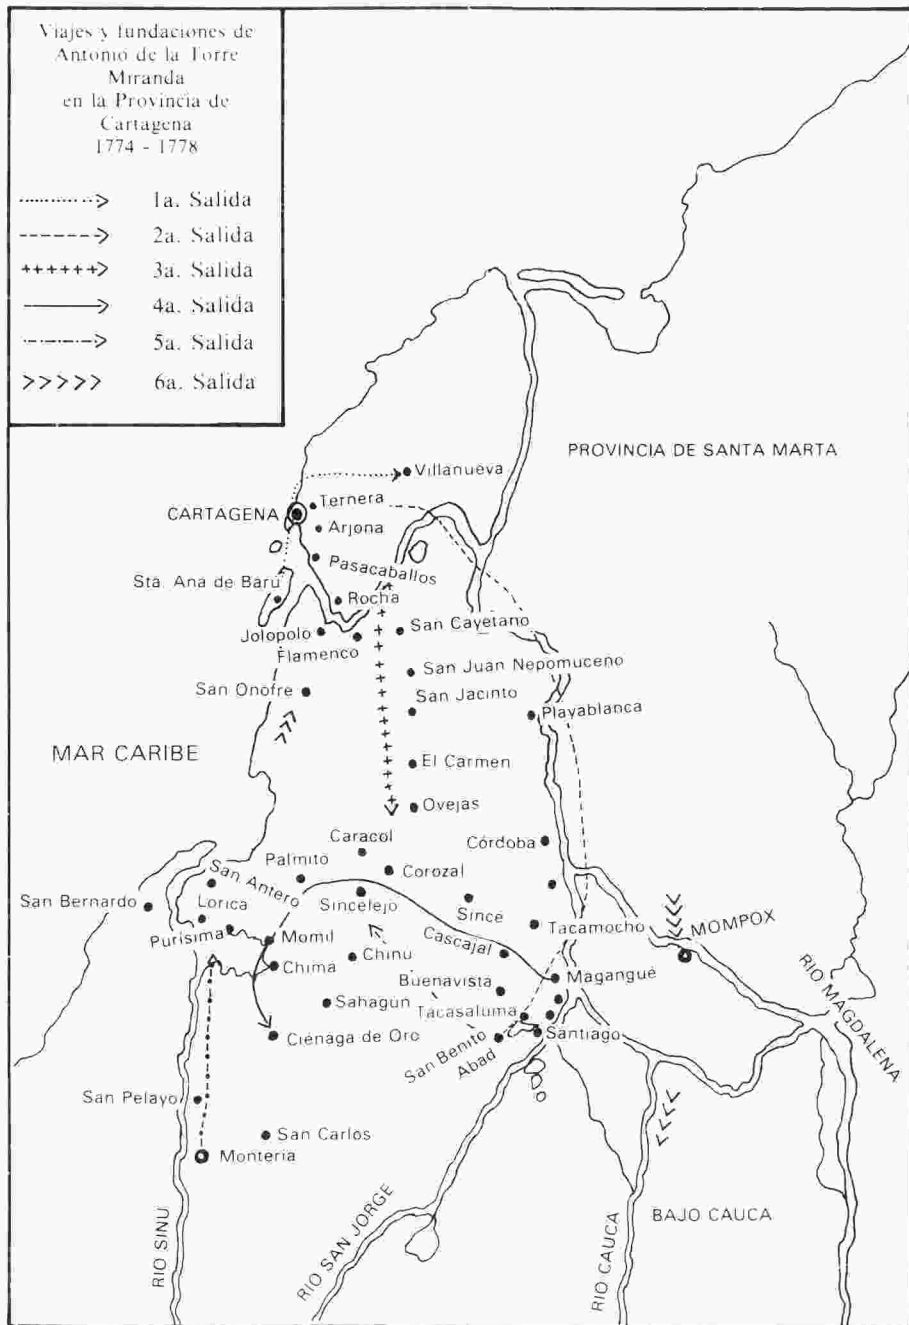 Viajes y fundaciones de
Antonio de la Torre
Miranda
en la Provincia de
Cartagena
1774 - 1778
1a. Salida
2a. Salida
3a. Salida
4a. Salida
5a. Salida
6a. Salida
PROVINCIA DE SANTA MARTA
Villanueva
Ternera
CARTAGENA
Arjona
Pasacaballos
Sta. Ana de Barú
Rocha
Jolopolo
San Cayetano
Flamenco
San Juan Nepomuceno
San Onofre
San Jacinto
Playablanca
MAR CARIBE
El Carmen
Ovejas
Caracol
Córdoba
Palmito
Corozal
San Antero
San Bernardo
Lorica
Sincelejo
Sincé
Purísima
Momil
Cascajal
Tacamocho
MOMPOX
Chinú
Chimá
Buenavista
Magangué
RIO MAGDALENA
Sahagún
Tacasaluma
Ciénaga de Oro
San Benito
Abad
Santiago
San Pelayo
San Carlos
Montería
RIO SINU
RIO SAN JORGE
RIO CAUCA
BAJO CAUCA